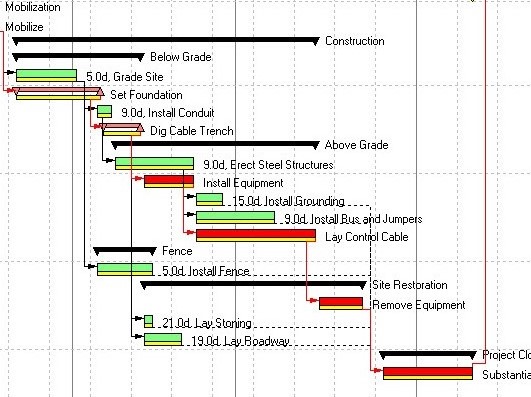 Mobilization
Mobilize
Construction
Below Grade
5.0d, Grade Site
Set Foundation
9.0d, Install Conduit
Dig Cable Trench
Above Grade
9.0d, Erect Steel Structures
Install Equipment
15.0d, Install Grounding
9.0d, Install Bus and Jumpers
Lay Control Cable
Fence
5.0d, Install Fence
Site Restoration
Remove Equipment
21.0d, Lay Stoning
19.0d, Lay Roadway
Project Clo
Substantia